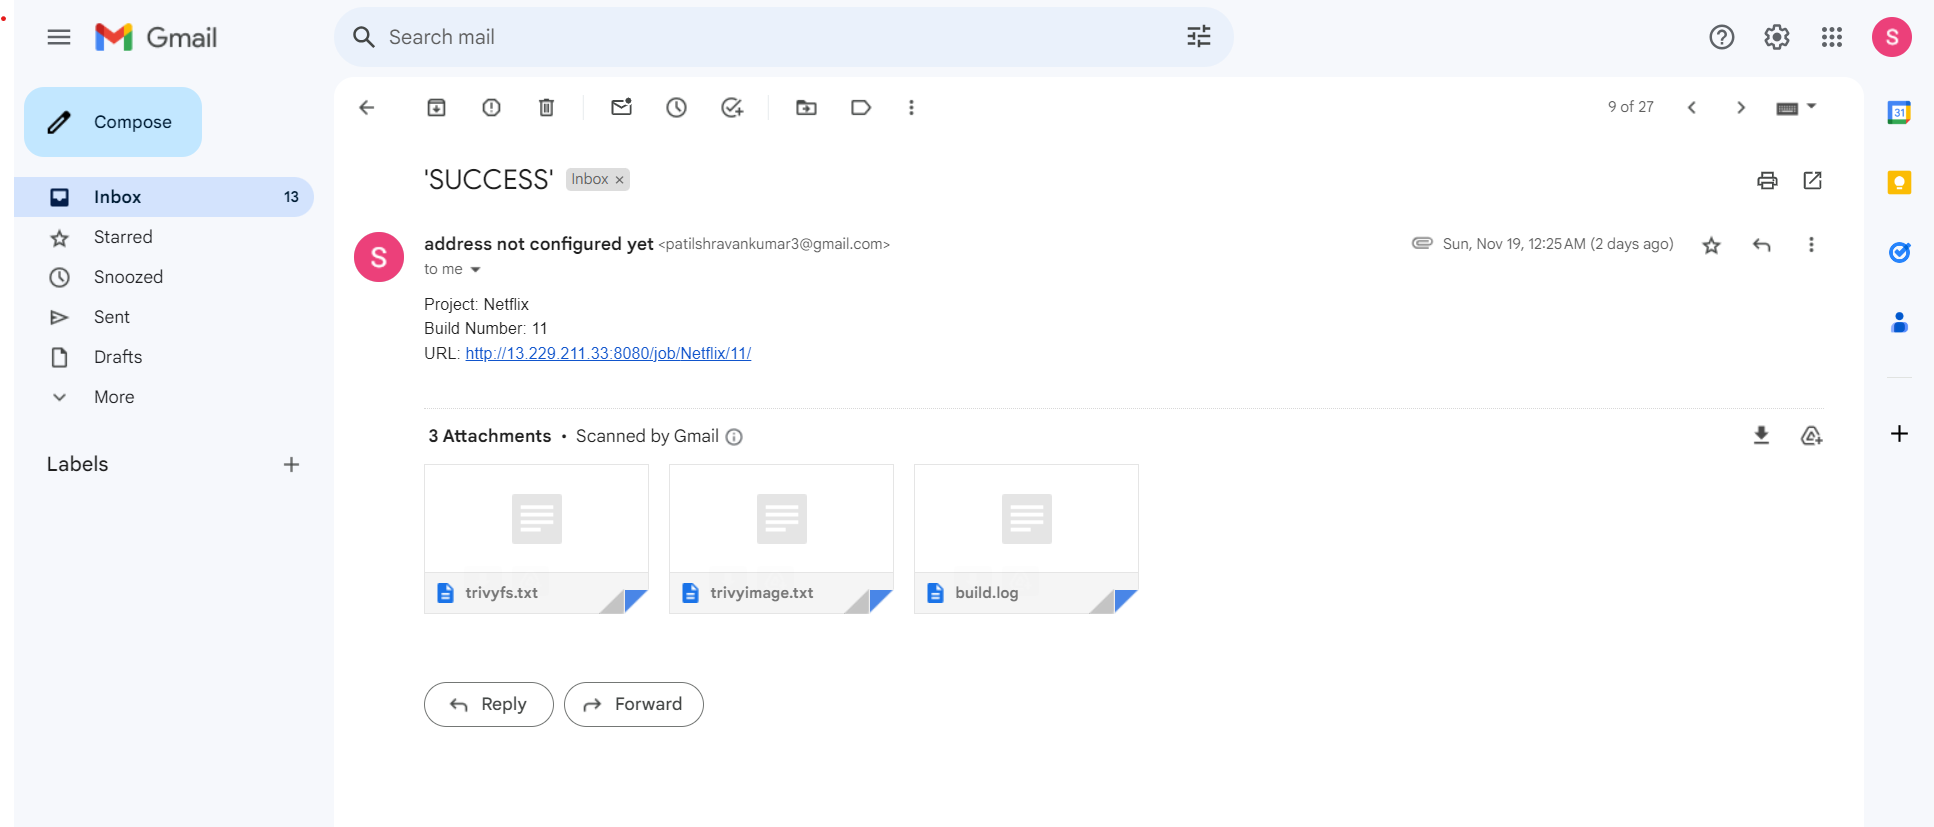 Gmail
Search mail
S
Compose
9 of 27
31
Inbox 13
Starred
Snoozed
Sent
Drafts
More
Labels
'SUCCESS' Inbox ×
S
address not configured yet <patilshravankumar3@gmail.com>
Sun, Nov 19, 12:25 AM (2 days ago)
to me
Project: Netflix
Build Number: 11
URL: http://13.229.211.33:8080/job/Netflix/11/
3 Attachments • Scanned by Gmail
trivyfs.txt
trivyimage.txt
build.log
Reply
Forward